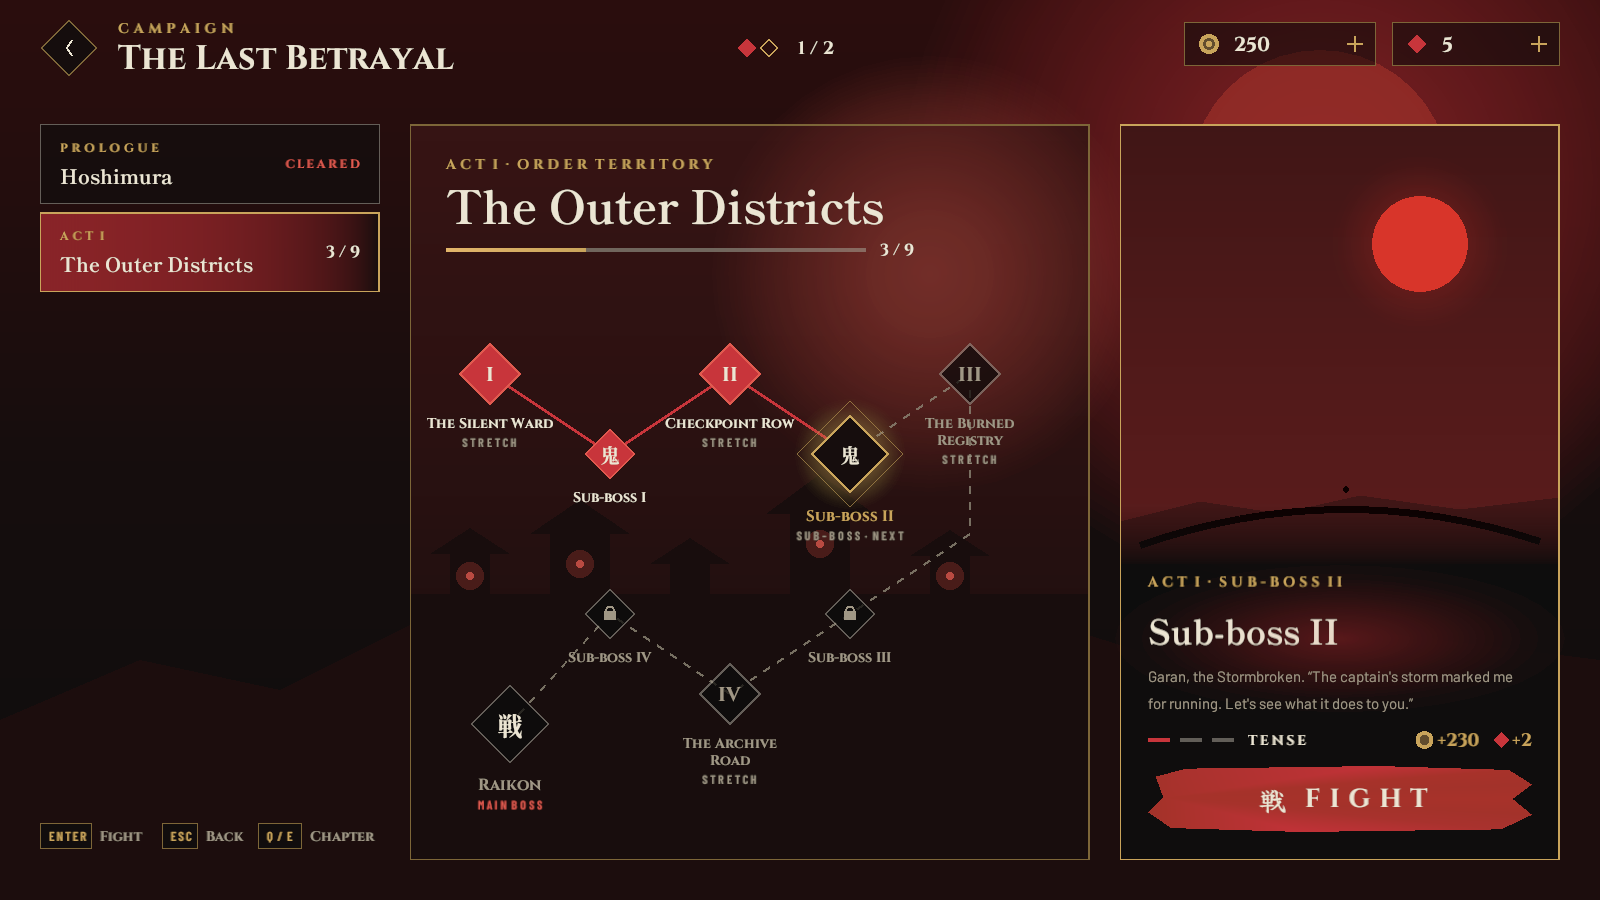 CAMPAIGN
The Last Betrayal
1 / 2
250
5
PROLOGUE
Hoshimura
CLEARED
ACT I
The Outer Districts
3 / 9
ACT I · ORDER TERRITORY
The Outer Districts
3 / 9
I
II
III
The Silent Ward
STRETCH
鬼
Sub-boss I
Checkpoint Row
STRETCH
鬼
Sub-boss II
SUB-BOSS · NEXT
The Burned
Registry
STRETCH
Sub-boss IV
Sub-boss III
IV
The Archive
Road
STRETCH
戦
Raikon
MAIN BOSS
ACT I · SUB-BOSS II
Sub-boss II
Garan, the Stormbroken. “The captain's storm marked me
for running. Let's see what it does to you.”
TENSE
+230
+2
戦 FIGHT
ENTER Fight
ESC Back
Q / E Chapter